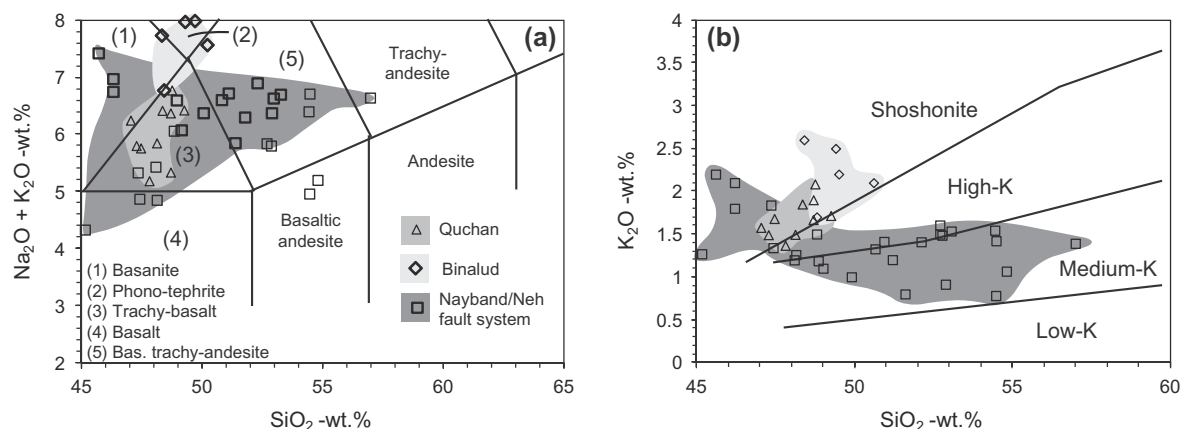 8
7
6
5
4
3
2
Na2O + K2O -wt.%
(1)
(2)
(5)
(a)
Trachy-
andesite
(3)
Andesite
(4)
Basaltic
andesite
Quchan
Binalud
Nayband/Neh
fault system
(1) Basanite
(2) Phono-tephrite
(3) Trachy-basalt
(4) Basalt
(5) Bas. trachy-andesite
45 50 55 60 65
SiO2 -wt.%
4
3.5
3
2.5
2
1.5
1
0.5
0
K2O -wt.%
(b)
Shoshonite
High-K
Medium-K
Low-K
45 50 55 60
SiO2 -wt.%